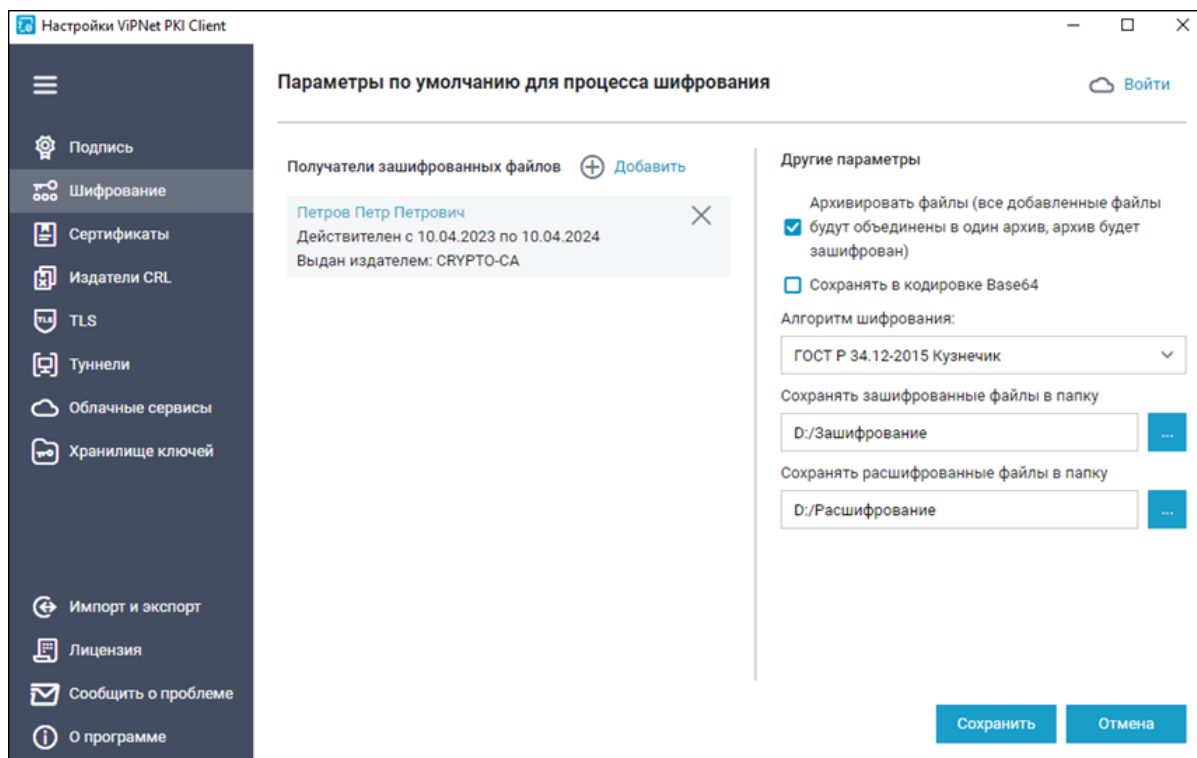 Настройки ViPNet PKI Client
Параметры по умолчанию для процесса шифрования
Войти
Подпись
Шифрование
Сертификаты
Издатели CRL
TLS
Туннели
Облачные сервисы
Хранилище ключей
Импорт и экспорт
Лицензия
Сообщить о проблеме
О программе
Получатели зашифрованных файлов
Добавить
Петров Петр Петрович
Действителен с 10.04.2023 по 10.04.2024
Выдан издателем: CRYPTO-CA
Другие параметры
Архивировать файлы (все добавленные файлы
будут объединены в один архив, архив будет
зашифрован)
Сохранять в кодировке Base64
Алгоритм шифрования:
ГОСТ Р 34.12-2015 Кузнечик
Сохранять зашифрованные файлы в папку
D:/Зашифрование
...
Сохранять расшифрованные файлы в папку
D:/Расшифрование
...
Сохранить
Отмена